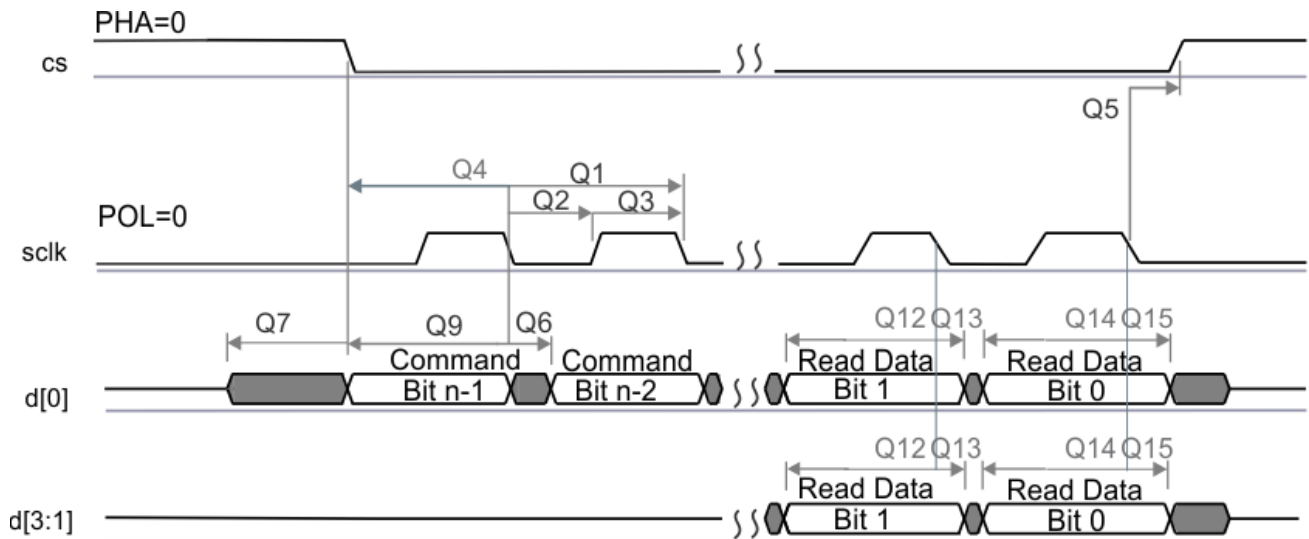 PHA=0
cs
Q5
Q4 Q1
Q2 Q3
POL=0
sclk
Q7 Q9 Q6 Q12 Q13 Q14 Q15
Command Command Read Data Read Data
d[0] Bit n-1 Bit n-2 Bit 1 Bit 0
Q12 Q13 Q14 Q15
Read Data Read Data
d[3:1] Bit 1 Bit 0